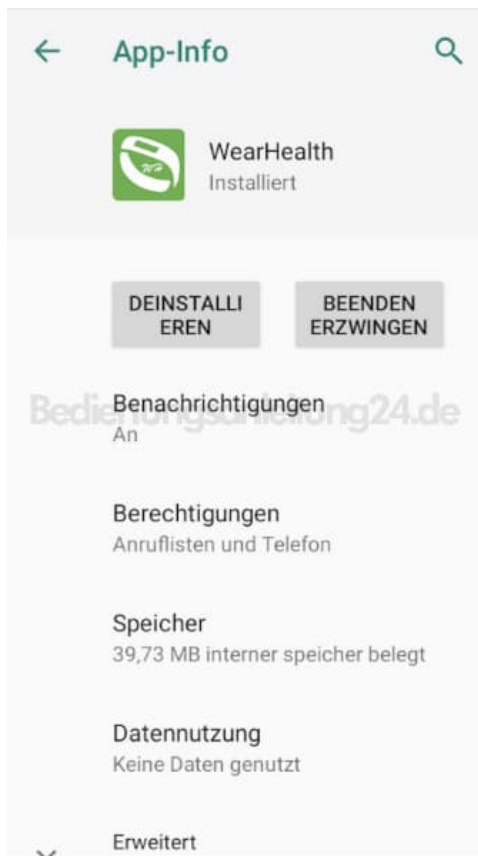 App-Info
WH
WearHealth
Installiert
DEINSTALLI
EREN
BEENDEN
ERZWINGEN
Bedienungsanleitung24.de
Benachrichtigungen
An
Berechtigungen
Anruflisten und Telefon
Speicher
39,73 MB interner speicher belegt
Datennutzung
Keine Daten genutzt
Erweitert